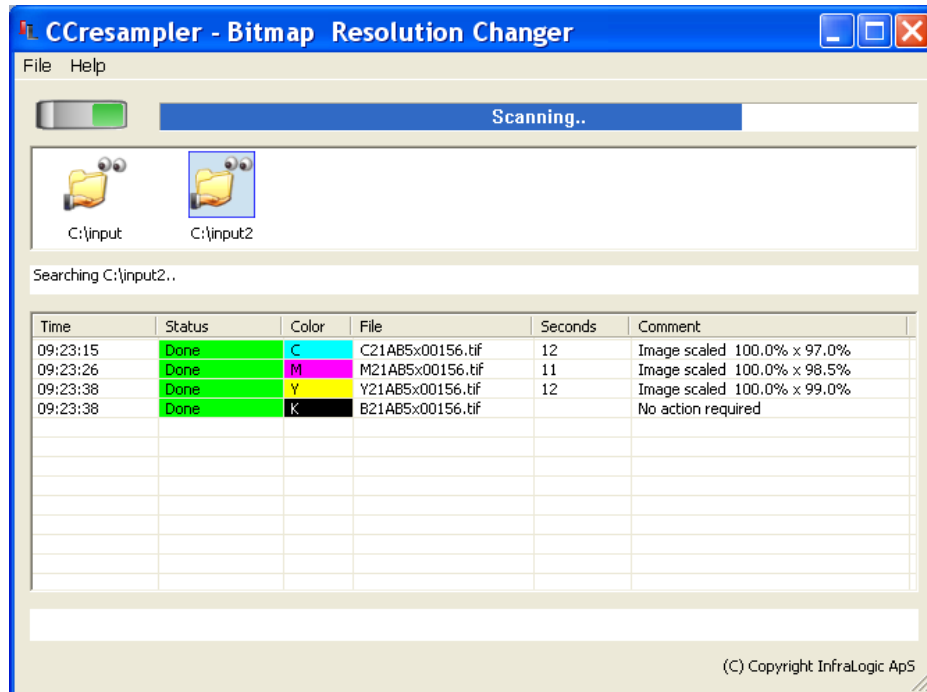 CCresampler - Bitmap  Resolution Changer
File Help
Scanning..
C:\input C:\input2
Searching C:\input2..
Time Status Color File Seconds Comment
09:23:15 Done C C21AB5x00156.tif 12 Image scaled  100.0% x 97.0%
09:23:26 Done M M21AB5x00156.tif 11 Image scaled  100.0% x 98.5%
09:23:38 Done Y Y21AB5x00156.tif 12 Image scaled  100.0% x 99.0%
09:23:38 Done K B21AB5x00156.tif No action required
(C) Copyright InfraLogic ApS